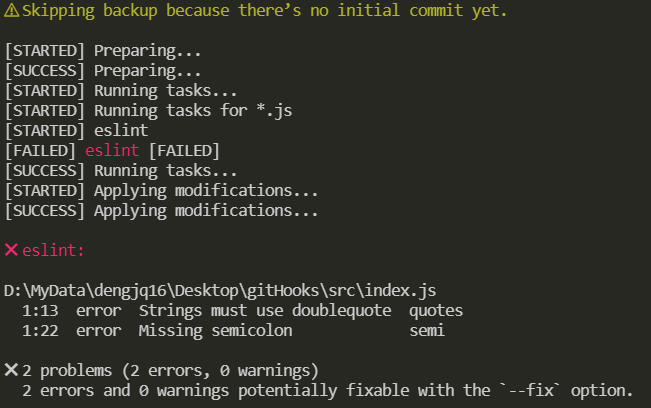 ⚠Skipping backup because there’s no initial commit yet.
[STARTED] Preparing...
[SUCCESS] Preparing...
[STARTED] Running tasks...
[STARTED] Running tasks for *.js
[STARTED] eslint
[FAILED] eslint [FAILED]
[SUCCESS] Running tasks...
[STARTED] Applying modifications...
[SUCCESS] Applying modifications...
❌eslint:
D:\MyData\dengjq16\Desktop\gitHooks\src\index.js
1:13 error Strings must use doublequote quotes
1:22 error Missing semicolon semi
❌2 problems (2 errors, 0 warnings)
2 errors and 0 warnings potentially fixable with the `--fix` option.